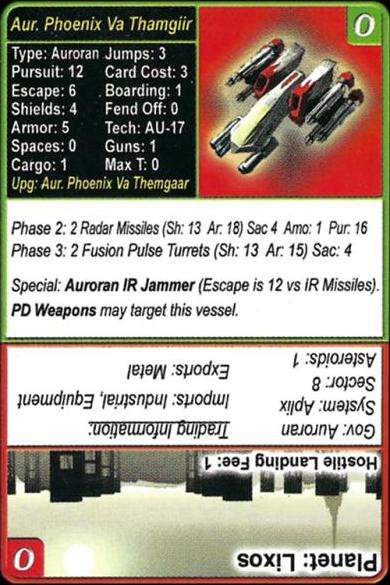 Aur. Phoenix Va Thamgiir
0
Type: Auroran Jumps: 3
Pursuit: 12 Card Cost: 3
Escape: 6 Boarding: 1
Shields: 4 Fend Off: 0
Armor: 5 Tech: AU-17
Spaces: 0 Guns: 1
Cargo: 1 Max T: 0
Upg: Aur. Phoenix Va Themgaar
Phase 2: 2 Radar Missiles (Sh: 13 Ar: 18) Sac 4 Amo: 1 Pur: 16
Phase 3: 2 Fusion Pulse Turrets (Sh: 13 Ar: 15) Sac: 4
Special: Auroran IR Jammer (Escape is 12 vs IR Missiles).
PD Weapons may target this vessel.
Planet: Lixos
0
Hostile Landing Fee: 1
Gov: Auroran Trading Information:
System: Aplix Imports: Industrial, Equipment
Sector: 8 Exports: Metal
Asteroids: 1